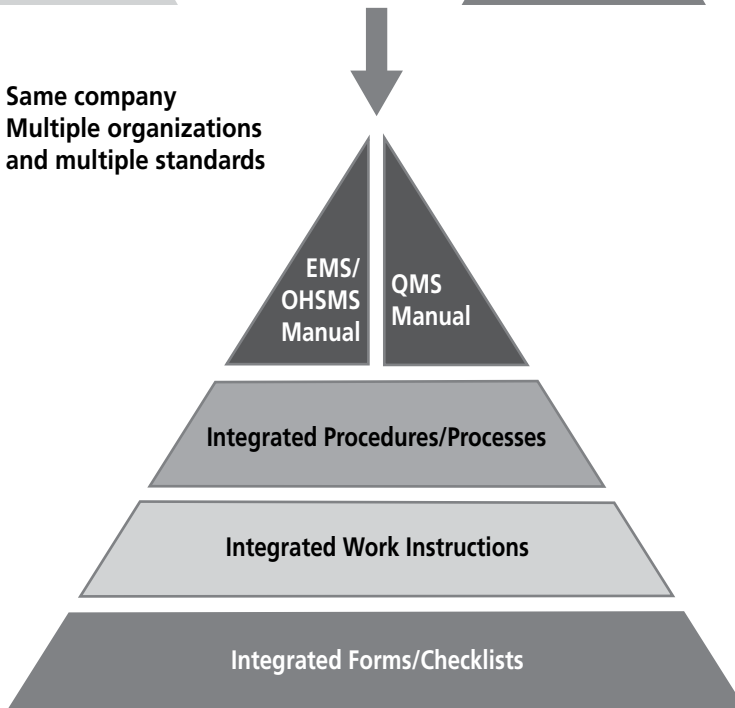 Same company
Multiple organizations
and multiple standards
EMS/
OHSMS
Manual
QMS
Manual
Integrated Procedures/Processes
Integrated Work Instructions
Integrated Forms/Checklists